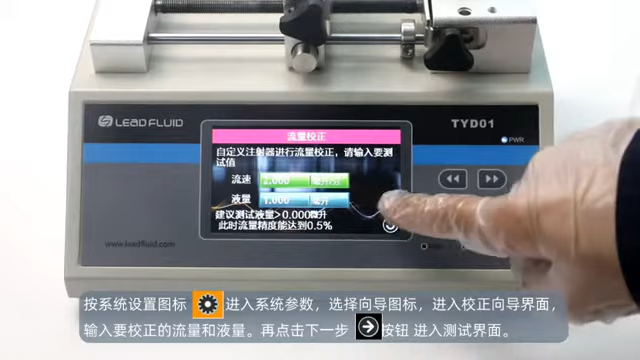 LEADFLUID
TYD01
PWR
流量校正
自定义注射器进行流量校正，请输入要测
试值
流速 2.000 毫升/分
液量 1.000 毫升
建议测试液量>0.000微升
此时流量精度能达到0.5%
www.leadfluid.com
按系统设置图标 进入系统参数，选择向导图标，进入校正向导界面，
输入要校正的流量和液量。再点击下一步 按钮 进入测试界面。